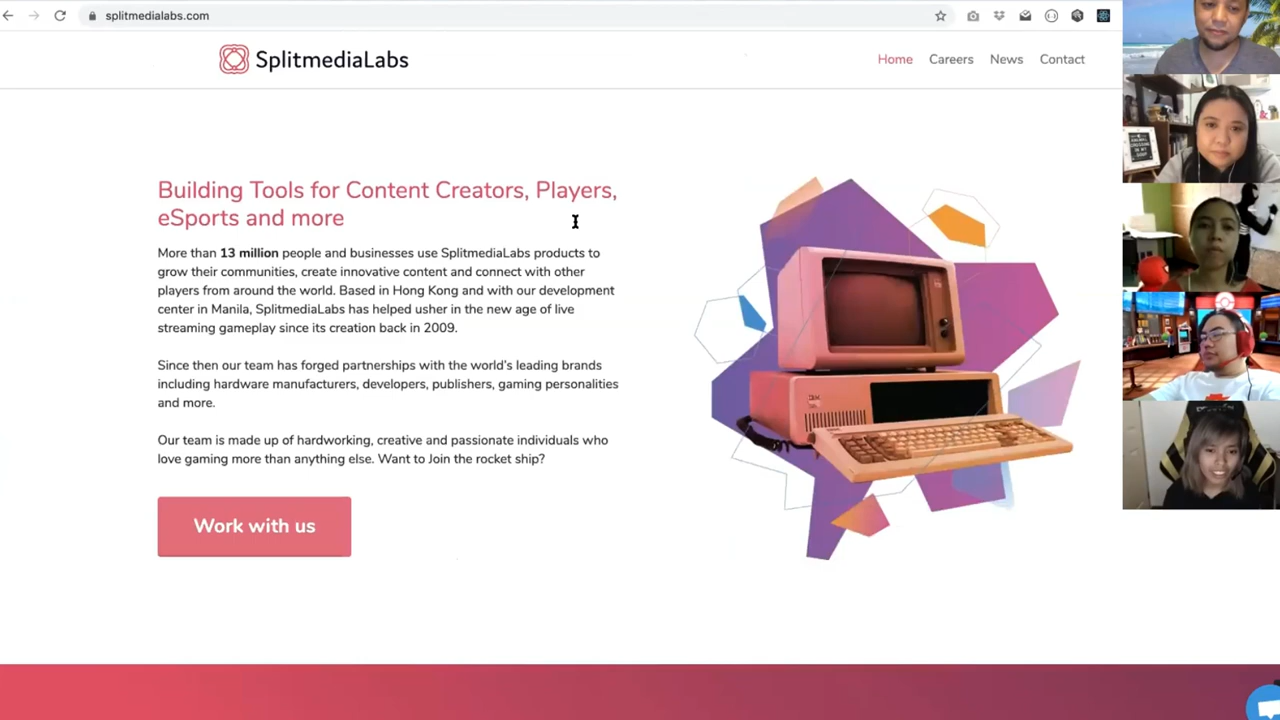 splitmedialabs.com
SplitmediaLabs
Home Careers News Contact
Building Tools for Content Creators, Players,
eSports and more
More than 13 million people and businesses use SplitmediaLabs products to
grow their communities, create innovative content and connect with other
players from around the world. Based in Hong Kong and with our development
center in Manila, SplitmediaLabs has helped usher in the new age of live
streaming gameplay since its creation back in 2009.
Since then our team has forged partnerships with the world's leading brands
including hardware manufacturers, developers, publishers, gaming personalities
and more.
Our team is made up of hardworking, creative and passionate individuals who
love gaming more than anything else. Want to Join the rocket ship?
Work with us